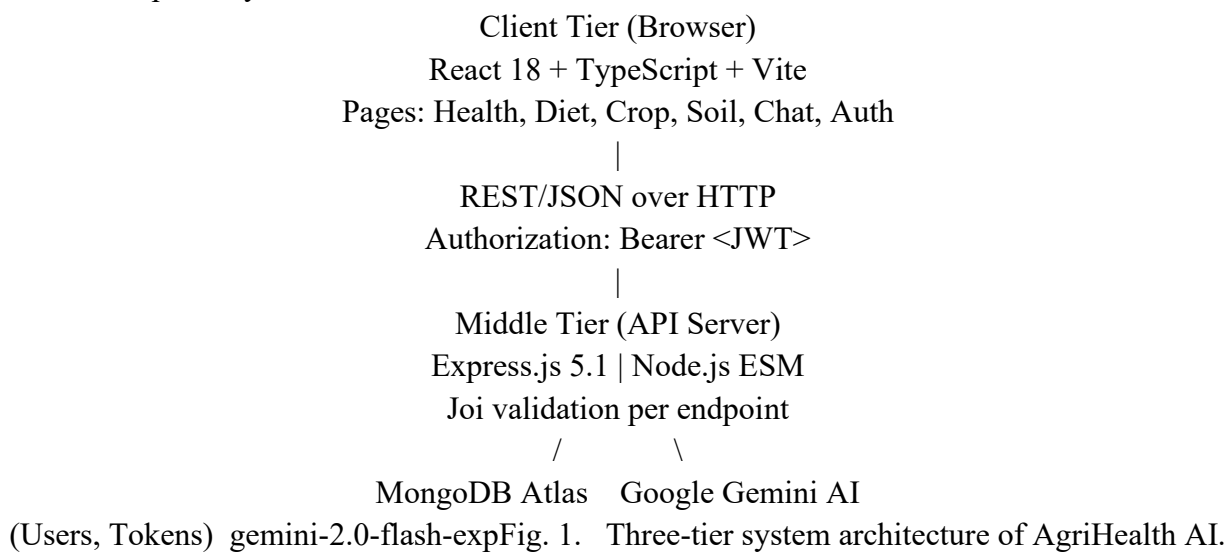 Client Tier (Browser)
React 18 + TypeScript + Vite
Pages: Health, Diet, Crop, Soil, Chat, Auth
|
REST/JSON over HTTP
Authorization: Bearer <JWT>
|
Middle Tier (API Server)
Express.js 5.1 | Node.js ESM
Joi validation per endpoint
/ \
MongoDB Atlas Google Gemini AI
(Users, Tokens) gemini-2.0-flash-expFig. 1. Three-tier system architecture of AgriHealth AI.